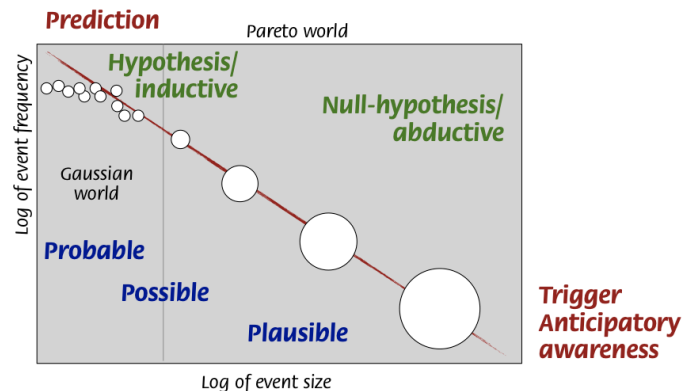 Prediction
Pareto world
Hypothesis/
inductive
Null-hypothesis/
abductive
Log of event frequency
Gaussian
world
Probable
Possible
Plausible
Trigger
Anticipatory
awareness
Log of event size